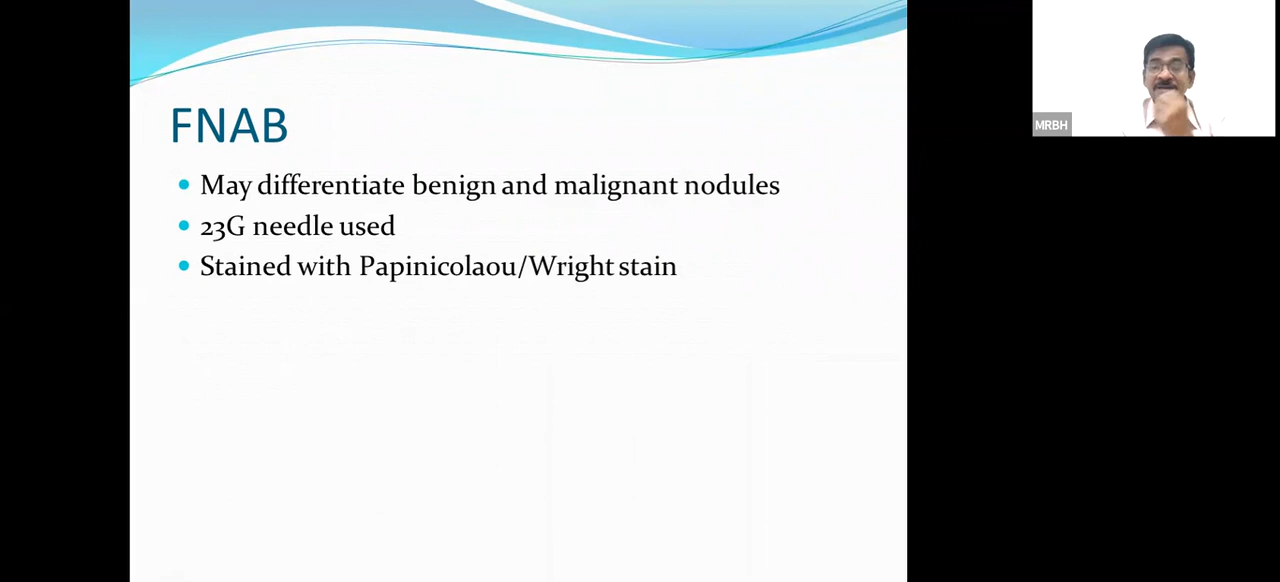 FNAB
May differentiate benign and malignant nodules
23G needle used
Stained with Papinicolaou/Wright stain
MRBH